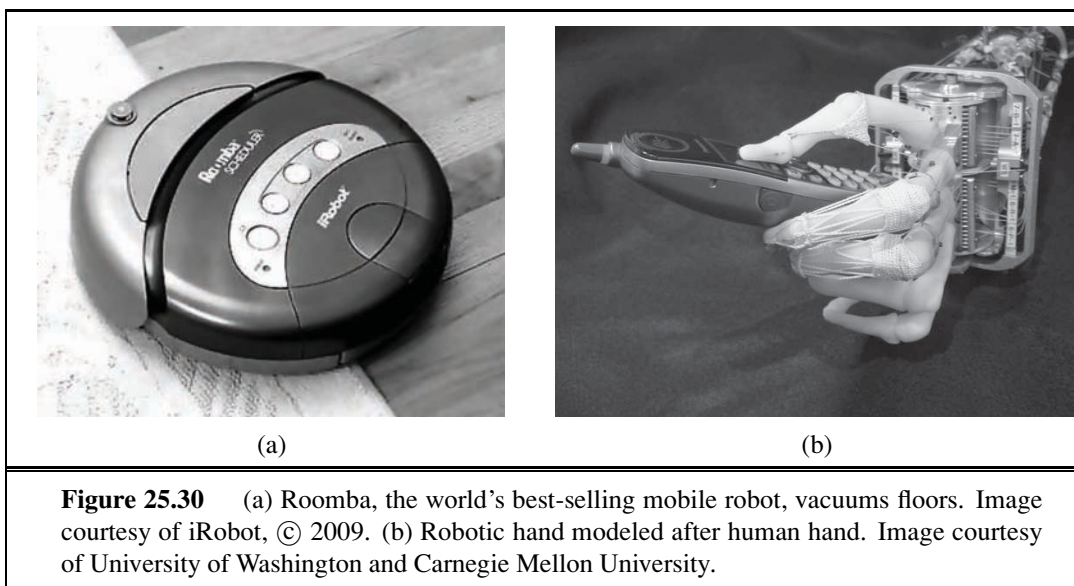 Roomba
SCHEDULER
iRobot
(a)
(b)
Figure 25.30 (a) Roomba, the world's best-selling mobile robot, vacuums floors. Image
courtesy of iRobot, © 2009. (b) Robotic hand modeled after human hand. Image courtesy
of University of Washington and Carnegie Mellon University.